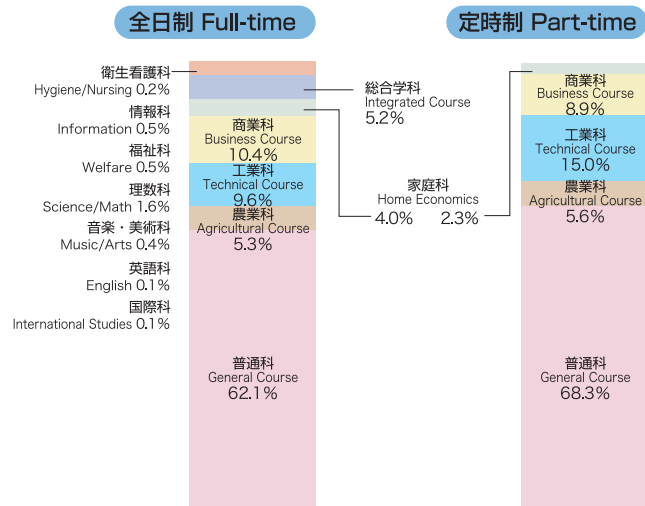 全日制 Full-time
衛生看護科
Hygiene/Nursing 0.2%
情報科
Information 0.5%
福祉科
Welfare 0.5%
理数科
Science/Math 1.6%
音楽・美術科
Music/Arts 0.4%
英語科
English 0.1%
国際科
International Studies 0.1%
総合学科
Integrated Course
5.2%
商業科
Business Course
10.4%
工業科
Technical Course
9.6%
農業科
Agricultural Course
5.3%
普通科
General Course
62.1%
家庭科
Home Economics
4.0% 2.3%
定時制 Part-time
商業科
Business Course
8.9%
工業科
Technical Course
15.0%
農業科
Agricultural Course
5.6%
普通科
General Course
68.3%